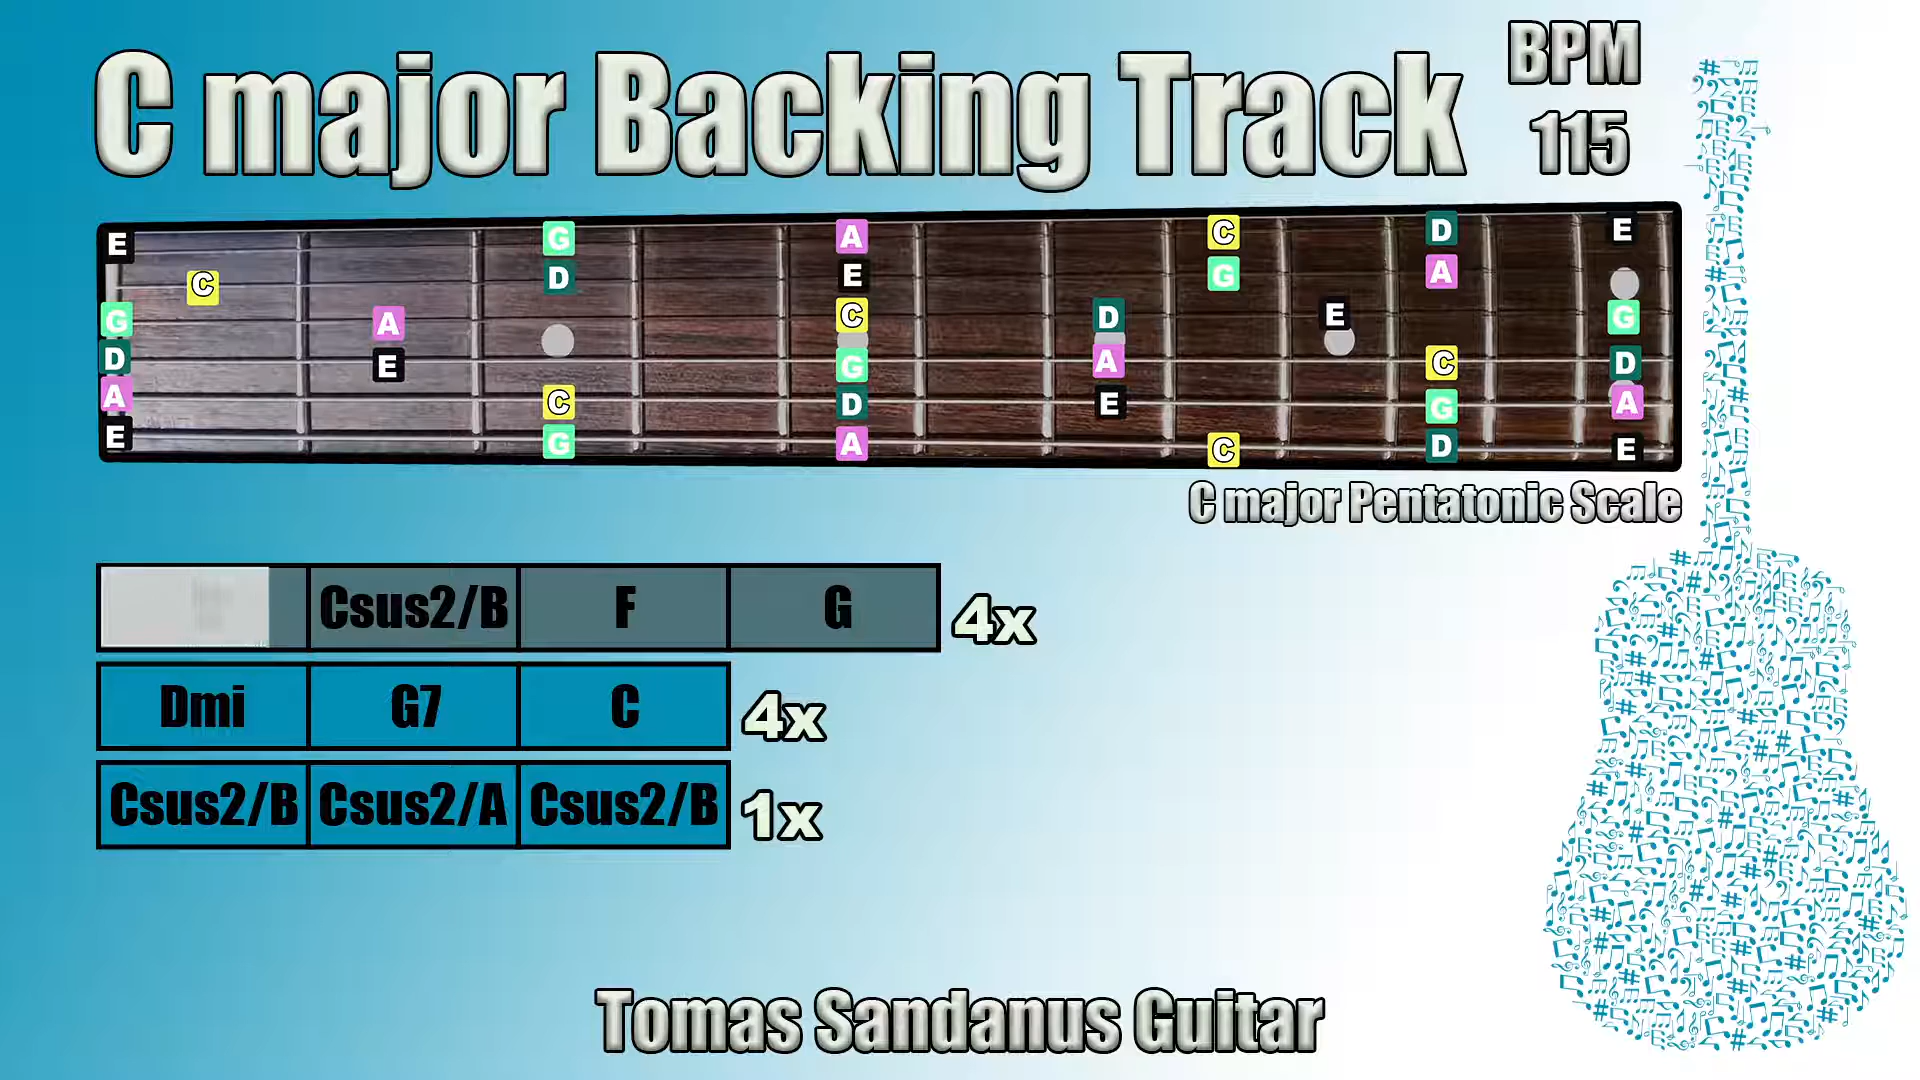 C major Backing Track
BPM
115
E G A C D E
C D E G A
G A C D E G
D E G A C D
A C D E G A
E G A C D E
C major Pentatonic Scale
Csus2/B F G 4x
Dmi G7 C 4x
Csus2/B Csus2/A Csus2/B 1x
Tomas Sandanus Guitar